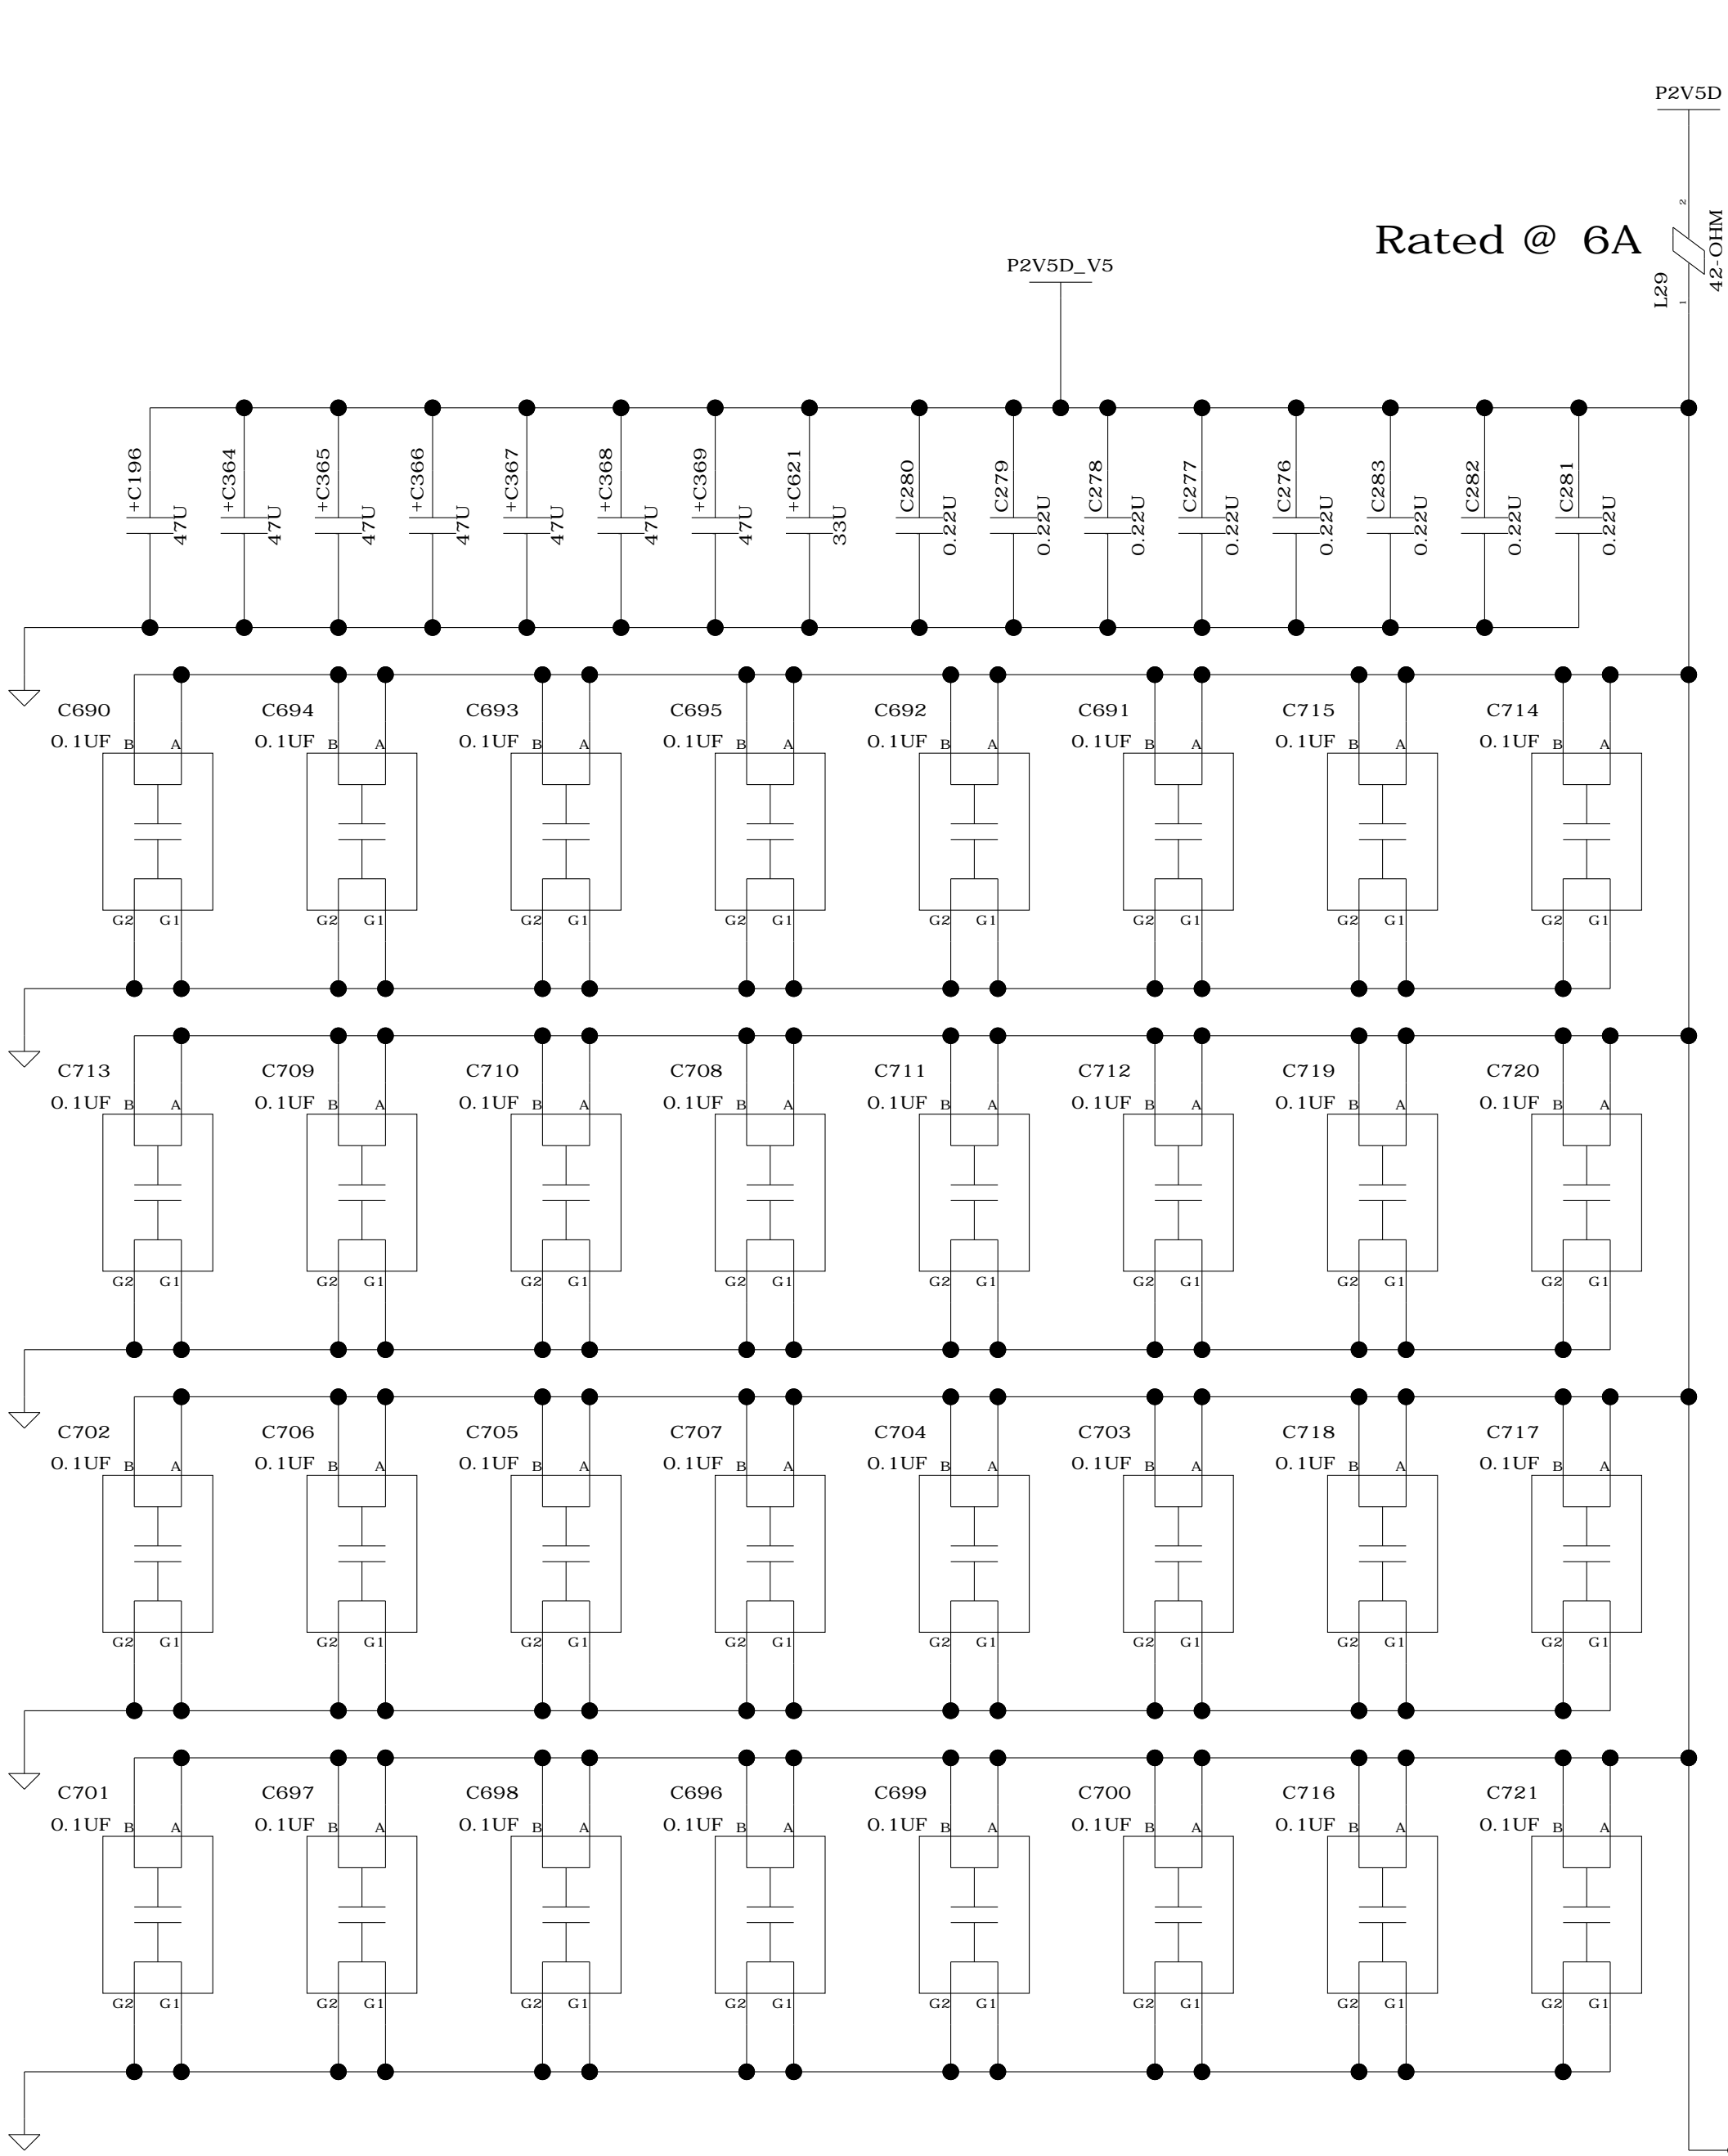 P2V5D
2
Rated @ 6A
42-OHM
L29
1
P2V5D_V5
+C196 +C364 +C365 +C366 +C367 +C368 +C369 +C621 C280 C279 C278 C277 C276 C283 C282 C281
47U 47U 47U 47U 47U 47U 47U 33U 0.22U 0.22U 0.22U 0.22U 0.22U 0.22U 0.22U 0.22U
C690 C694 C693 C695 C692 C691 C715 C714
0.1UF B A 0.1UF B A 0.1UF B A 0.1UF B A 0.1UF B A 0.1UF B A 0.1UF B A 0.1UF B A
G2 G1 G2 G1 G2 G1 G2 G1 G2 G1 G2 G1 G2 G1 G2 G1
C713 C709 C710 C708 C711 C712 C719 C720
0.1UF B A 0.1UF B A 0.1UF B A 0.1UF B A 0.1UF B A 0.1UF B A 0.1UF B A 0.1UF B A
G2 G1 G2 G1 G2 G1 G2 G1 G2 G1 G2 G1 G2 G1 G2 G1
C702 C706 C705 C707 C704 C703 C718 C717
0.1UF B A 0.1UF B A 0.1UF B A 0.1UF B A 0.1UF B A 0.1UF B A 0.1UF B A 0.1UF B A
G2 G1 G2 G1 G2 G1 G2 G1 G2 G1 G2 G1 G2 G1 G2 G1
C701 C697 C698 C696 C699 C700 C716 C721
0.1UF B A 0.1UF B A 0.1UF B A 0.1UF B A 0.1UF B A 0.1UF B A 0.1UF B A 0.1UF B A
G2 G1 G2 G1 G2 G1 G2 G1 G2 G1 G2 G1 G2 G1 G2 G1